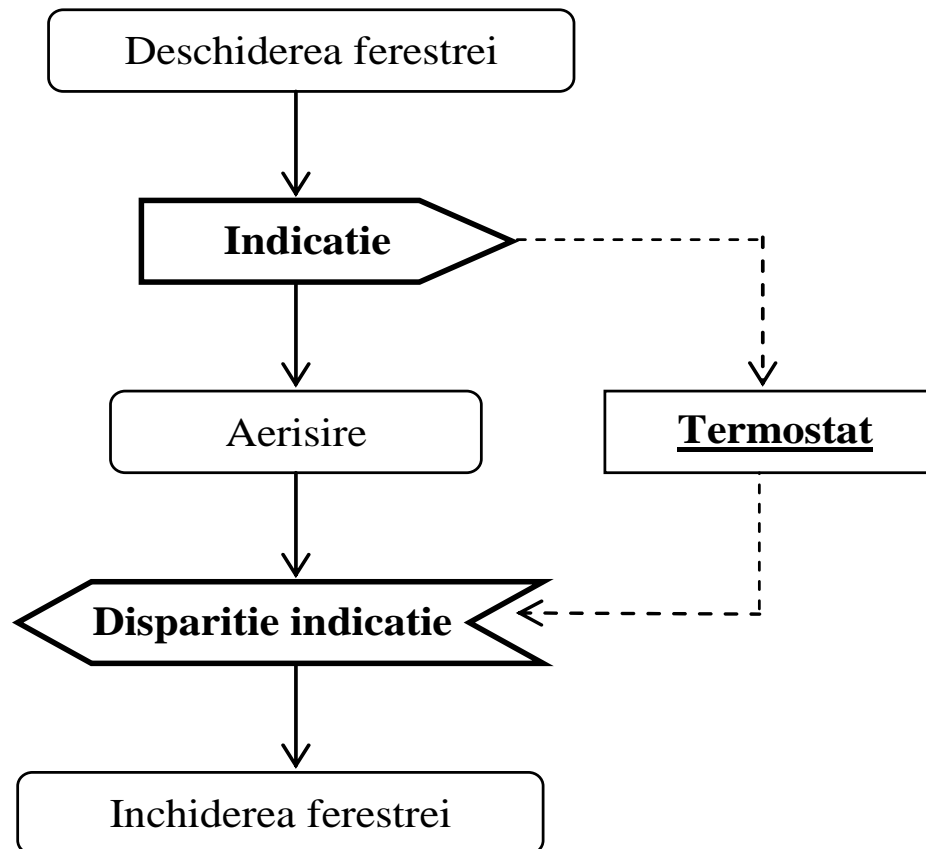 Deschiderea ferestrei
Indicatie
Aerisire
Termostat
Disparitie indicatie
Inchiderea ferestrei